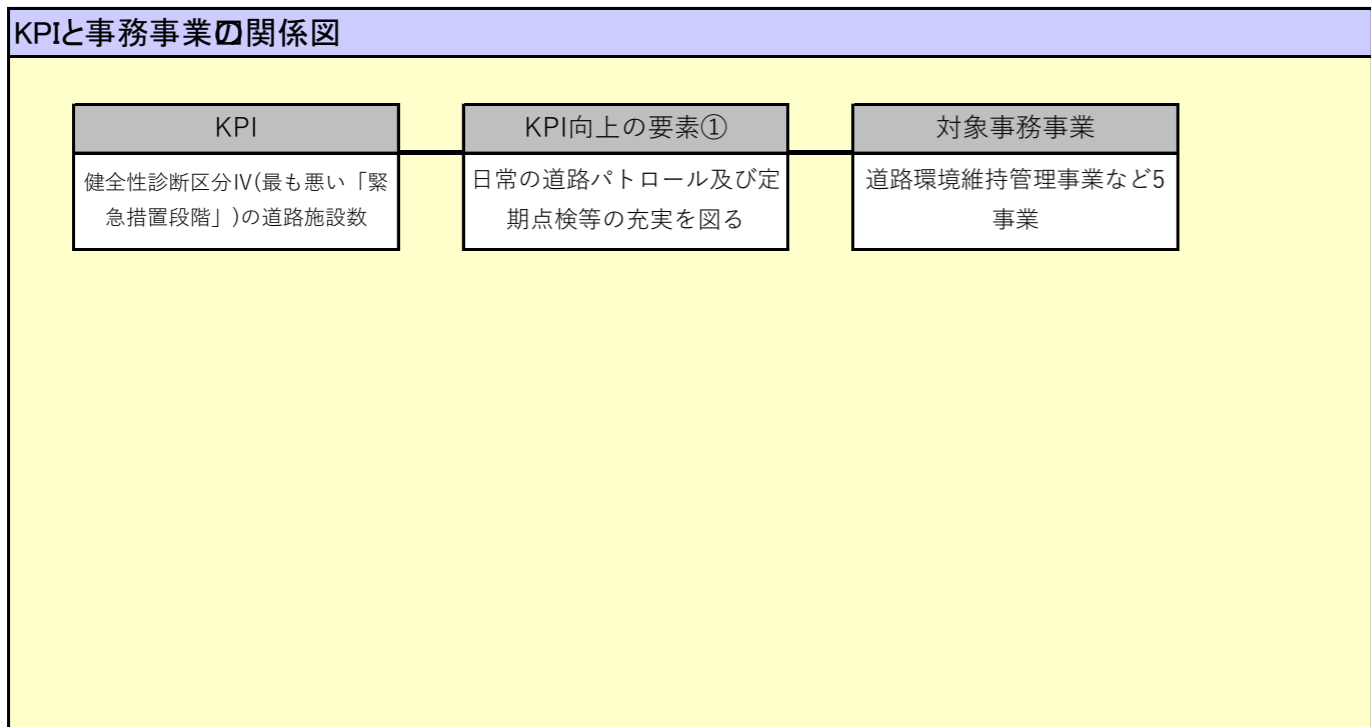 KPIと事務事業の関係図
KPI
健全性診断区分Ⅳ(最も悪い「緊
急措置段階」)の道路施設数
KPI向上の要素①
日常の道路パトロール及び定
期点検等の充実を図る
対象事務事業
道路環境維持管理事業など5
事業